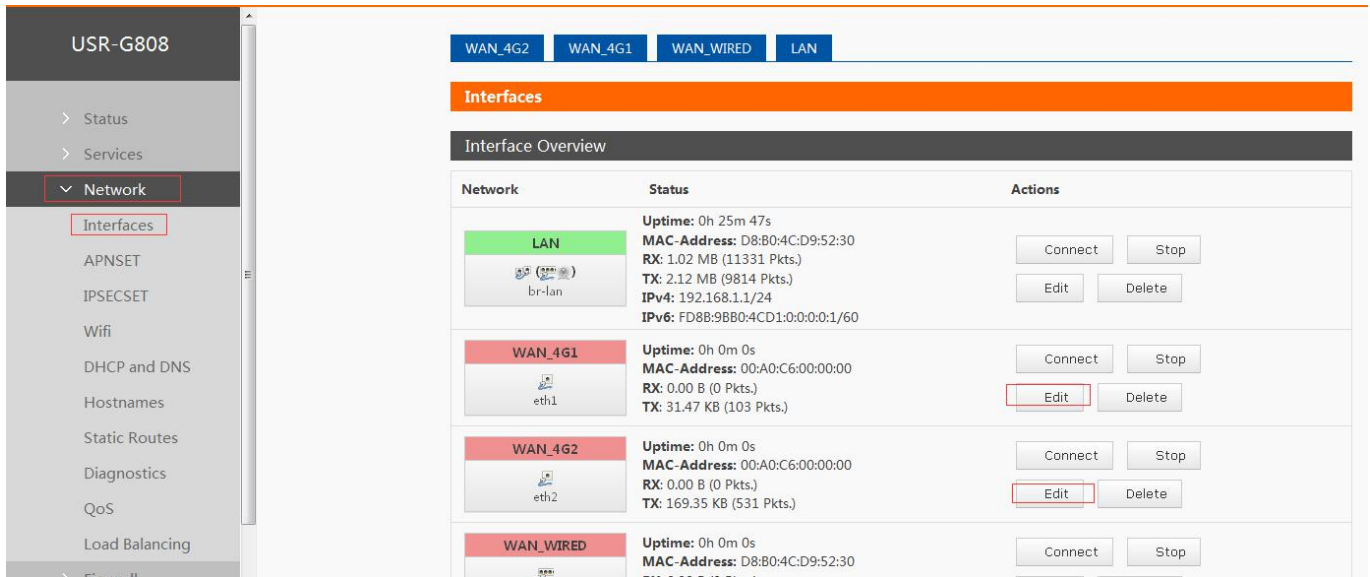 USR-G808
Status
Services
Network
Interfaces
APNSET
IPSECSET
Wifi
DHCP and DNS
Hostnames
Static Routes
Diagnostics
QoS
Load Balancing
WAN_4G2 WAN_4G1 WAN_WIRED LAN
Interfaces
Interface Overview
Network Status Actions
LAN
br-lan
Uptime: 0h 25m 47s
MAC-Address: D8:B0:4C:D9:52:30
RX: 1.02 MB (11331 Pkts.)
TX: 2.12 MB (9814 Pkts.)
IPv4: 192.168.1.1/24
IPv6: FD8B:9BB0:4CD1:0:0:0:0:1/60
Connect Stop
Edit Delete
WAN_4G1
eth1
Uptime: 0h 0m 0s
MAC-Address: 00:A0:C6:00:00:00
RX: 0.00 B (0 Pkts.)
TX: 31.47 KB (103 Pkts.)
Connect Stop
Edit Delete
WAN_4G2
eth2
Uptime: 0h 0m 0s
MAC-Address: 00:A0:C6:00:00:00
RX: 0.00 B (0 Pkts.)
TX: 169.35 KB (531 Pkts.)
Connect Stop
Edit Delete
WAN_WIRED
Uptime: 0h 0m 0s
MAC-Address: D8:B0:4C:D9:52:30
Connect Stop